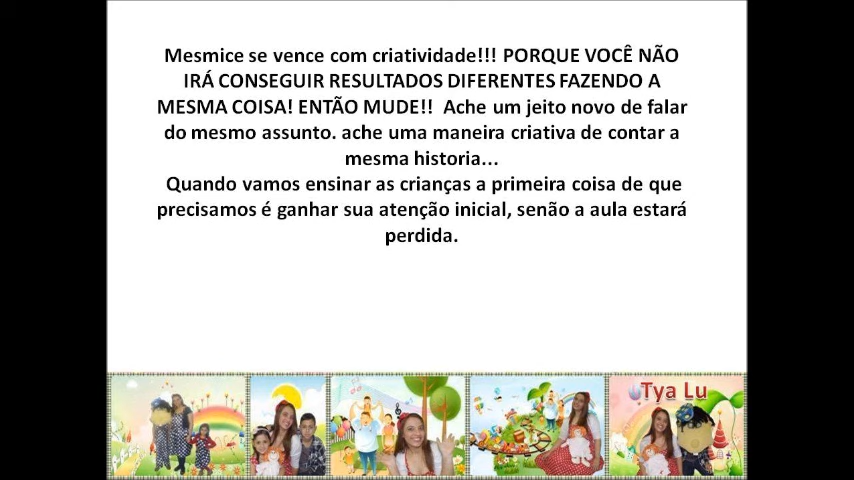 Mesmice se vence com criatividade!!! PORQUE VOCÊ NÃO
IRÁ CONSEGUIR RESULTADOS DIFERENTES FAZENDO A
MESMA COISA! ENTÃO MUDE!! Ache um jeito novo de falar
do mesmo assunto. ache uma maneira criativa de contar a
mesma historia...
Quando vamos ensinar as crianças a primeira coisa de que
precisamos é ganhar sua atenção inicial, senão a aula estará
perdida.
Tya Lu